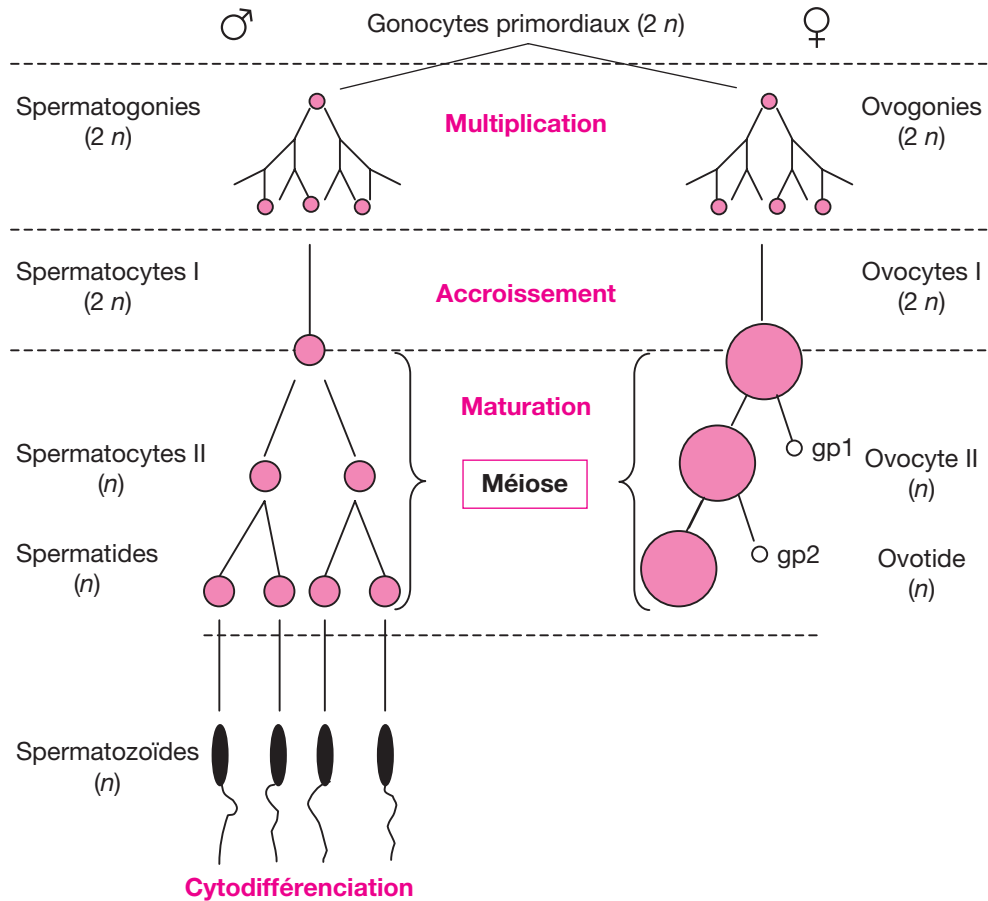 ♂
Gonocytes primordiaux (2 n)
♀
Spermatogonies
(2 n)
Multiplication
Ovogonies
(2 n)
Spermatocytes I
(2 n)
Accroissement
Ovocytes I
(2 n)
Maturation
Spermatocytes II
(n)
Méiose
gp1
Ovocyte II
(n)
Spermatides
(n)
gp2
Ovotide
(n)
Spermatozoïdes
(n)
Cytodifférenciation